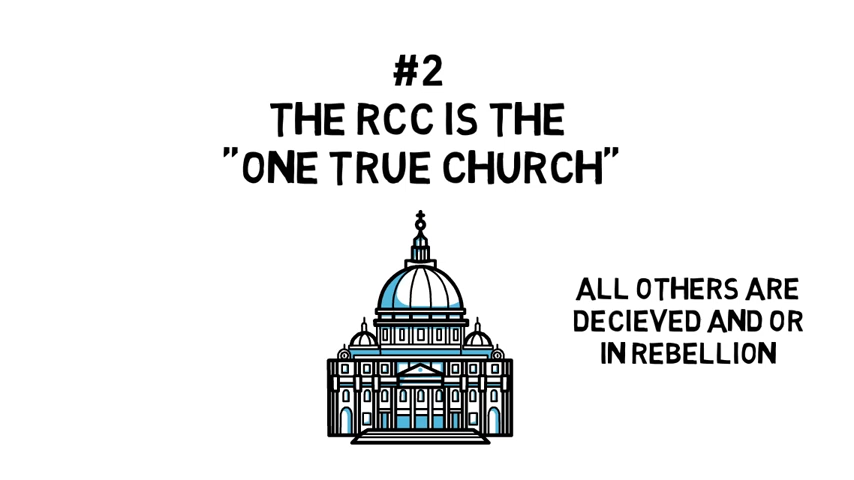 #2
THE RCC IS THE
"ONE TRUE CHURCH"
ALL OTHERS ARE
DECIEVED AND OR
IN REBELLION